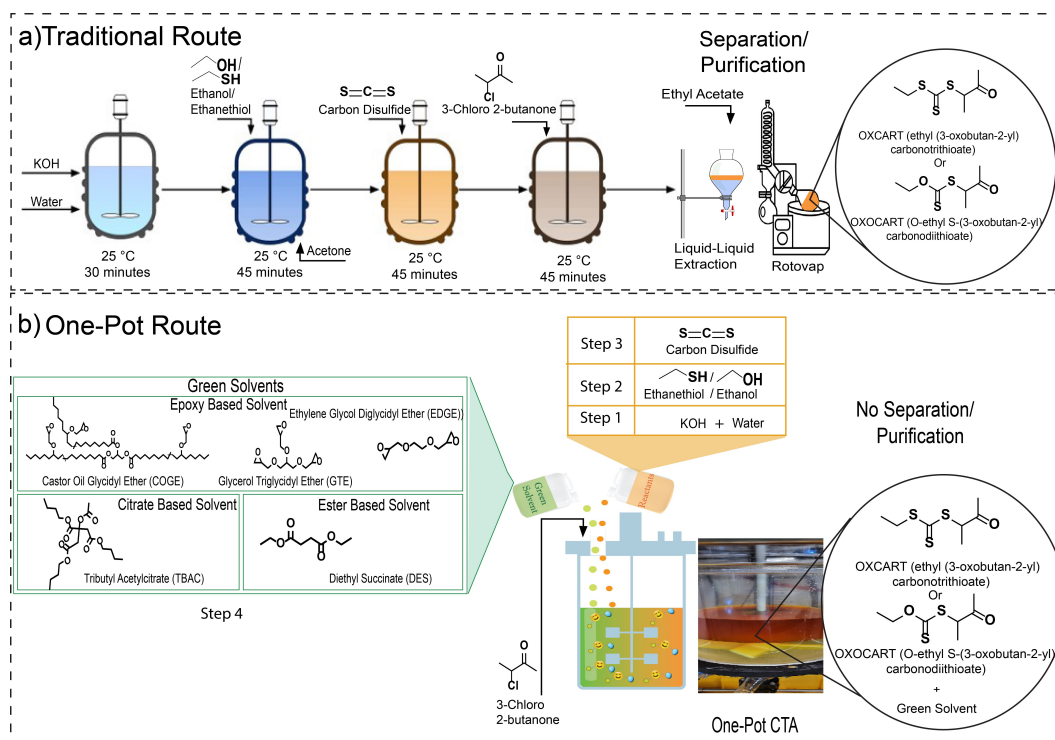 a)Traditional Route
OH/
SH
Ethanol/
Ethanethiol
S=C=S
Carbon Disulfide
O
Cl
3-Chloro 2-butanone
Separation/
Purification
Ethyl Acetate
KOH
Water
Acetone
25 °C
30 minutes
25 °C
45 minutes
25 °C
45 minutes
25 °C
45 minutes
Liquid-Liquid
Extraction
Rotovap
S S O
S
OXCART (ethyl (3-oxobutan-2-yl)
carbonotrithioate)
Or
O S O
S
OXOCART (O-ethyl S-(3-oxobutan-2-yl)
carbonodiithioate)
b) One-Pot Route
Step 3
S=C=S
Carbon Disulfide
Step 2
SH / OH
Ethanethiol / Ethanol
Step 1
KOH + Water
Green Solvents
Epoxy Based Solvent
Ethylene Glycol Diglycidyl Ether (EDGE))
Castor Oil Glycidyl Ether (COGE)
Glycerol Triglycidyl Ether (GTE)
Citrate Based Solvent
Tributyl Acetylcitrate (TBAC)
Ester Based Solvent
Diethyl Succinate (DES)
Step 4
Green
Solvent
Reactants
O
Cl
3-Chloro
2-butanone
One-Pot CTA
No Separation/
Purification
S S O
S
OXCART (ethyl (3-oxobutan-2-yl)
carbonotrithioate)
Or
O S O
S
OXOCART (O-ethyl S-(3-oxobutan-2-yl)
carbonodiithioate)
+
Green Solvent